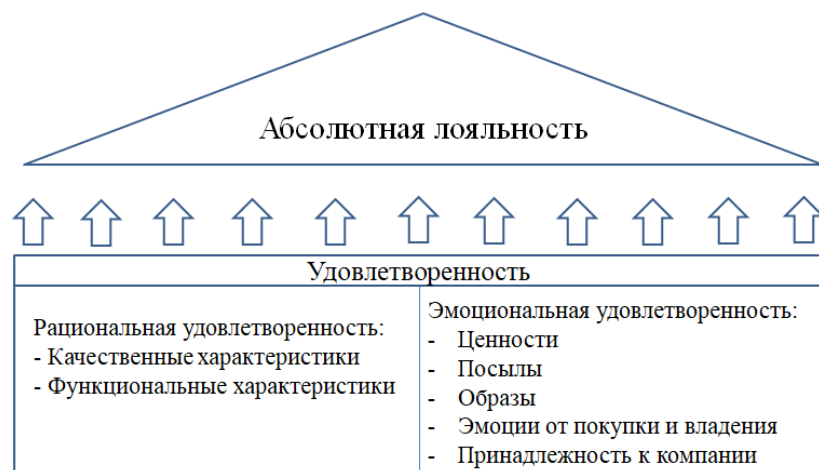 Абсолютная лояльность
Удовлетворенность
Рациональная удовлетворенность:
- Качественные характеристики
- Функциональные характеристики
Эмоциональная удовлетворенность:
- Ценности
- Посылы
- Образы
- Эмоции от покупки и владения
- Принадлежность к компании